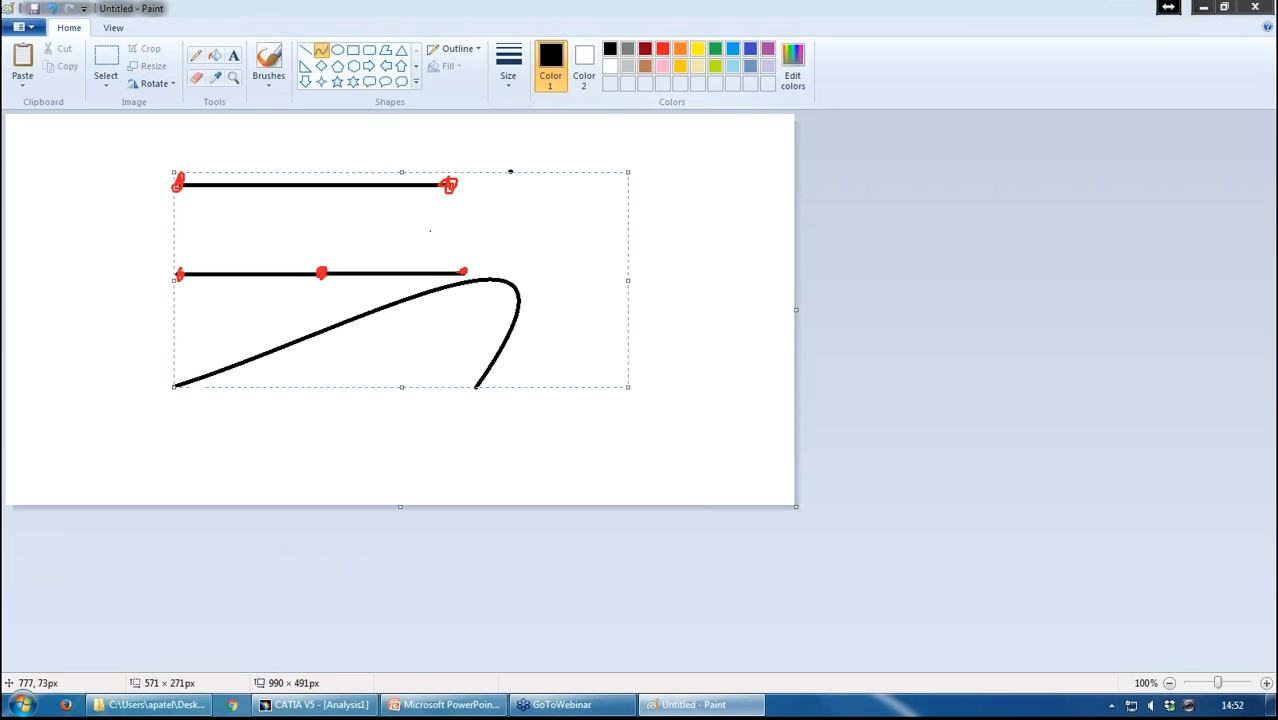 Untitled - Paint
Home View
Cut
Copy
Paste
Clipboard
Crop
Resize
Rotate
Select
Image
Tools
Brushes
Outline
Fill
Shapes
Size
Color 1
Color 2
Edit colors
Colors
777, 73px
571 × 271px
990 × 491px
100%
C:\Users\apatel\Desk...
CATIA V5 - [Analysis1]
Microsoft PowerPoin...
GoToWebinar
Untitled - Paint
14:52